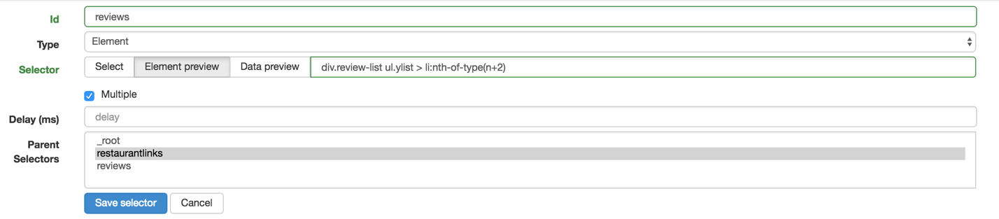 Id reviews
Type Element
Selector Select Element preview Data preview div.review-list ul.ylist > li:nth-of-type(n+2)
Multiple
Delay (ms) delay
Parent Selectors
_root
restaurantlinks
reviews
Save selector Cancel